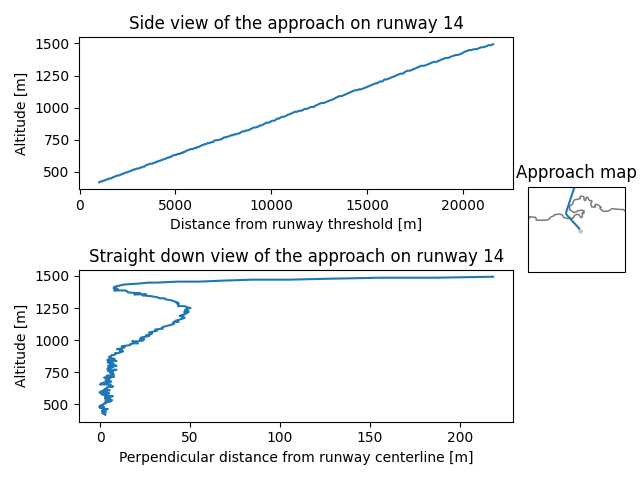 Side view of the approach on runway 14
1500
1250
1000
750
500
Altitude [m]
0 5000 10000 15000 20000
Distance from runway threshold [m]
Approach map
Straight down view of the approach on runway 14
1500
1250
1000
750
500
Altitude [m]
0 50 100 150 200
Perpendicular distance from runway centerline [m]